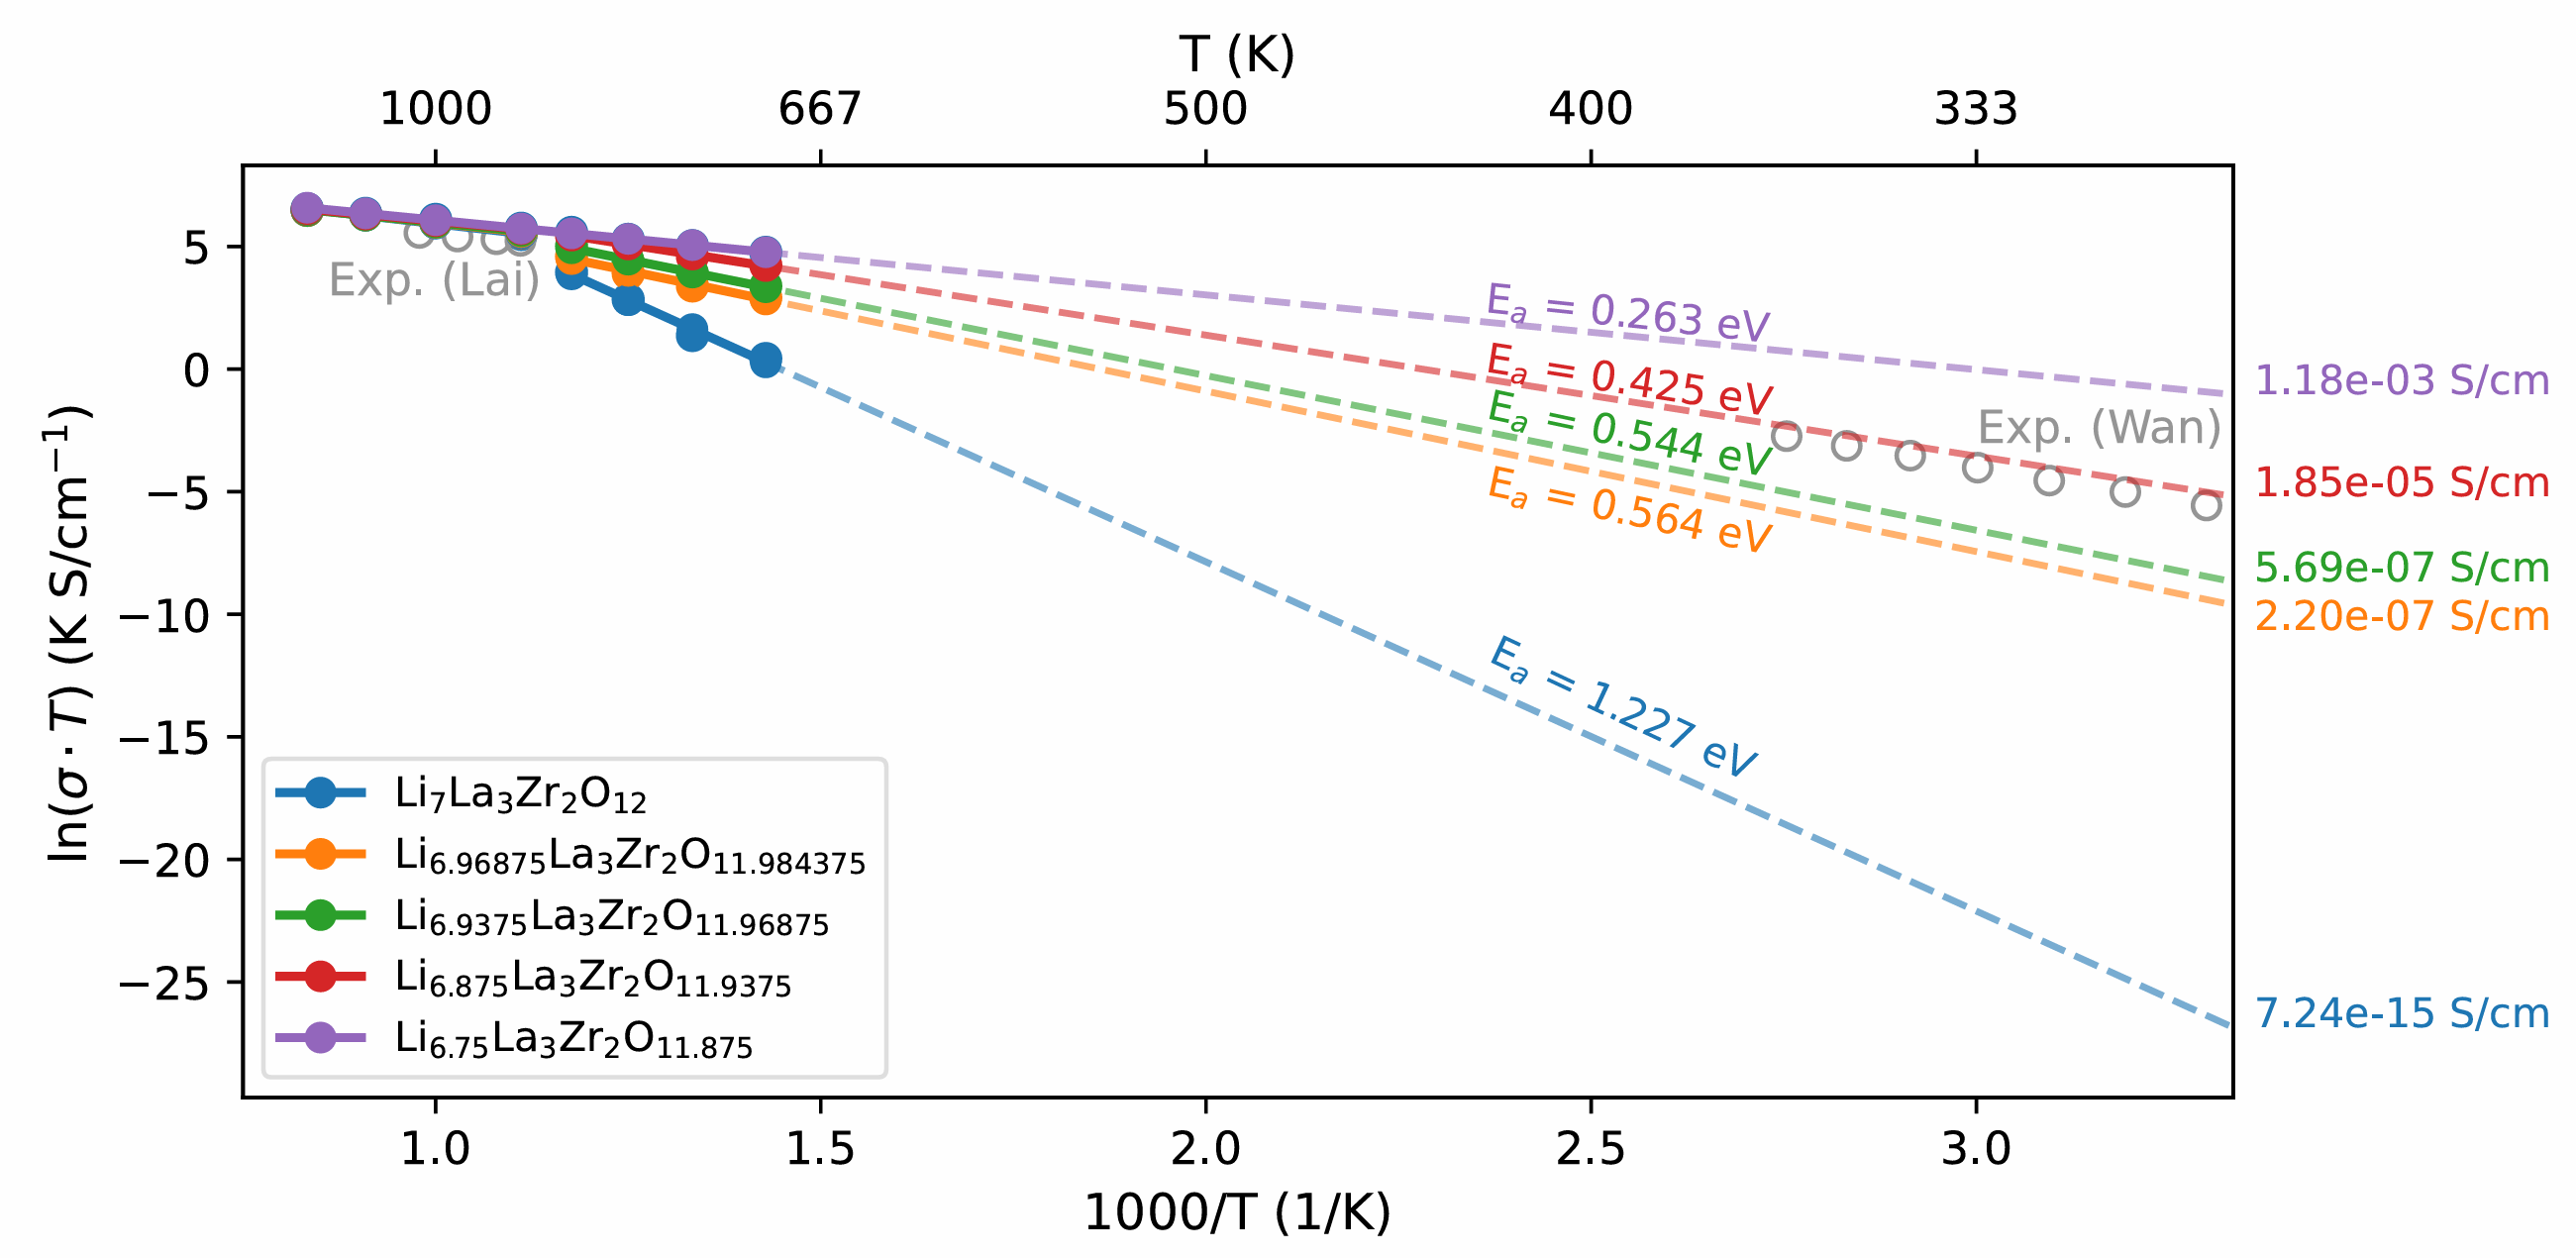 T (K)
1000 667 500 400 333
ln(σ · T) (K S/cm⁻¹)
5
0
−5
−10
−15
−20
−25
Exp. (Lai)
Eₐ = 0.263 eV
Eₐ = 0.425 eV
Eₐ = 0.544 eV
Eₐ = 0.564 eV
Eₐ = 1.227 eV
Exp. (Wan)
1.18e-03 S/cm
1.85e-05 S/cm
5.69e-07 S/cm
2.20e-07 S/cm
7.24e-15 S/cm
Li₇La₃Zr₂O₁₂
Li₆.₉₆₈₇₅La₃Zr₂O₁₁.₉₈₄₃₇₅
Li₆.₉₃₇₅La₃Zr₂O₁₁.₉₆₈₇₅
Li₆.₈₇₅La₃Zr₂O₁₁.₉₃₇₅
Li₆.₇₅La₃Zr₂O₁₁.₈₇₅
1.0 1.5 2.0 2.5 3.0
1000/T (1/K)